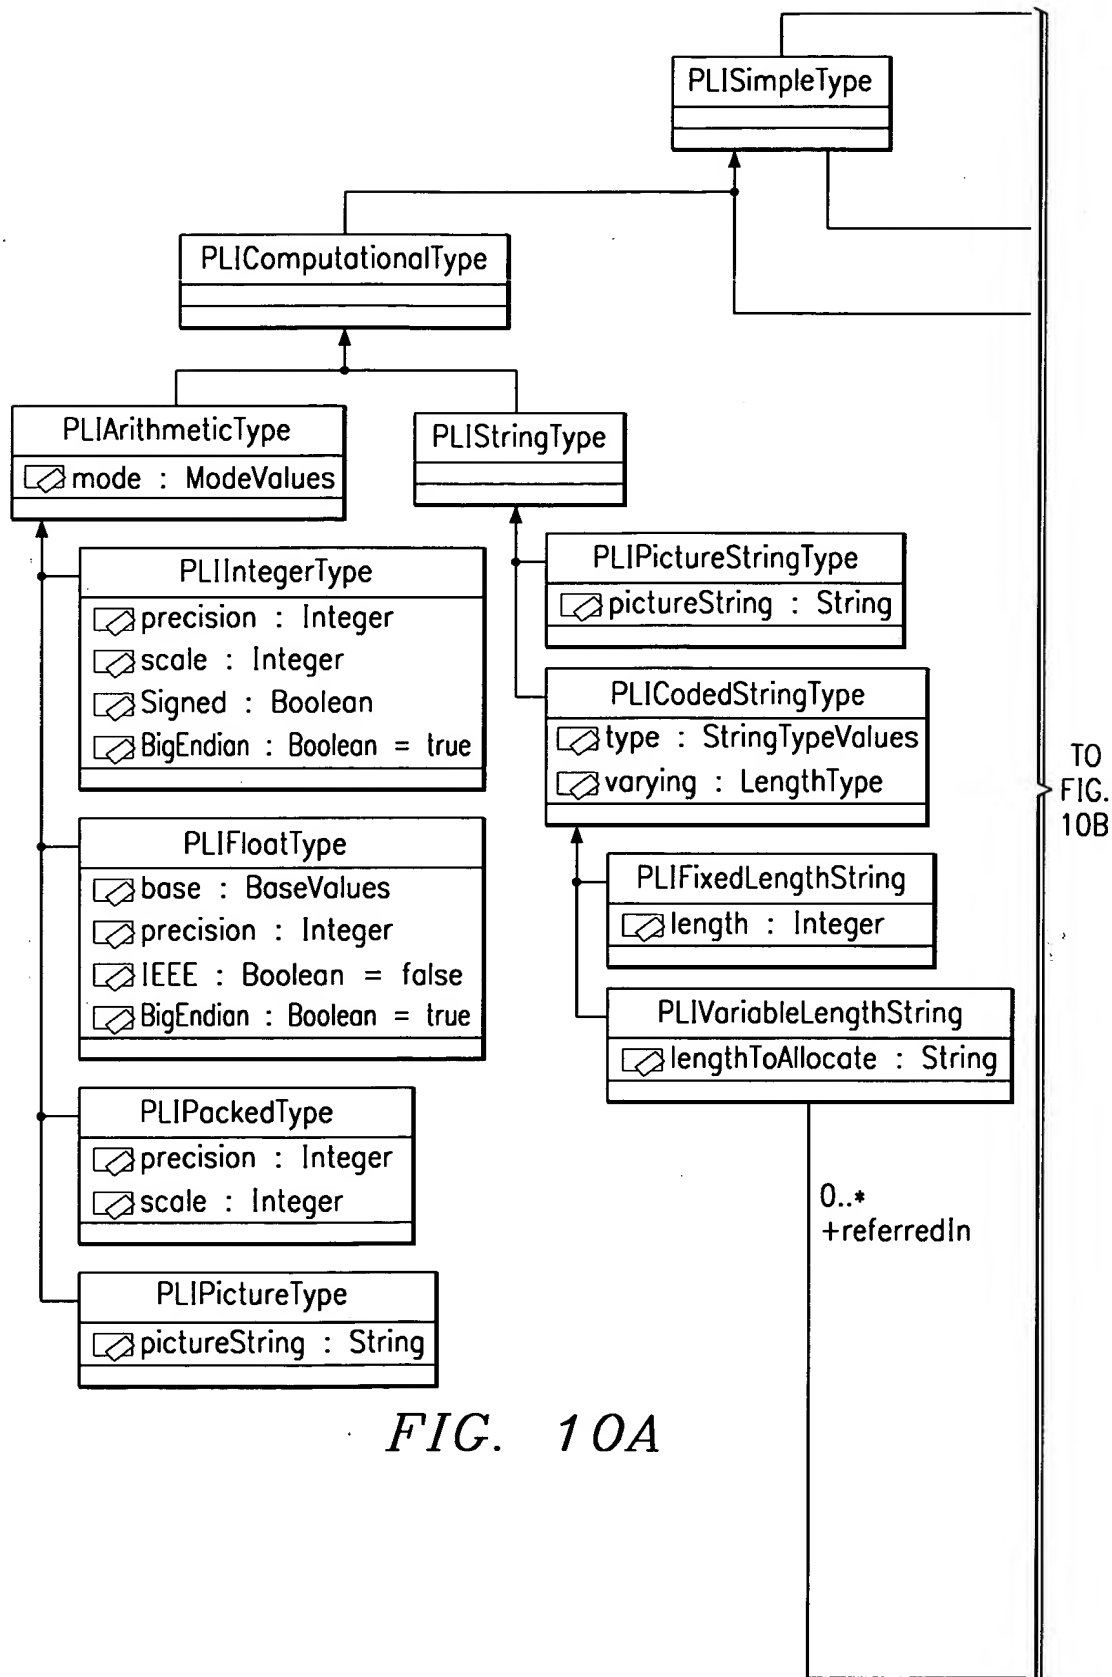 PLISimpleType
PLIComputationalType
PLIArithmeticType
mode : ModeValues
PLIStringType
PLIIntegerType
precision : Integer
scale : Integer
Signed : Boolean
BigEndian : Boolean = true
PLIPictureStringType
pictureString : String
PLICodedStringType
type : StringTypeValues
varying : LengthType
TO
FIG.
10B
PLIFloatType
base : BaseValues
precision : Integer
IEEE : Boolean = false
BigEndian : Boolean = true
PLIFixedLengthString
length : Integer
PLIVariableLengthString
lengthToAllocate : String
PLIPackedType
precision : Integer
scale : Integer
0..*
+referredIn
PLIPictureType
pictureString : String
FIG. 10A